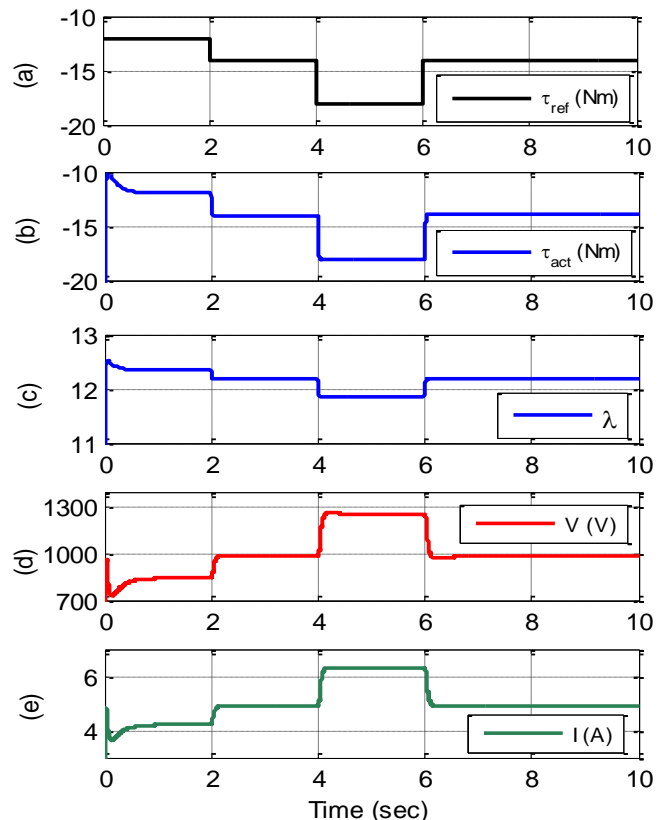 -10
(a)
-15
τref (Nm)
-20
0 2 4 6 8 10
-10
(b)
-15
τact (Nm)
-20
0 2 4 6 8 10
13
(c)
12
λ
11
0 2 4 6 8 10
1300
V (V)
(d)
1000
700
0 2 4 6 8 10
6
(e)
4
I (A)
0 2 4 6 8 10
Time (sec)